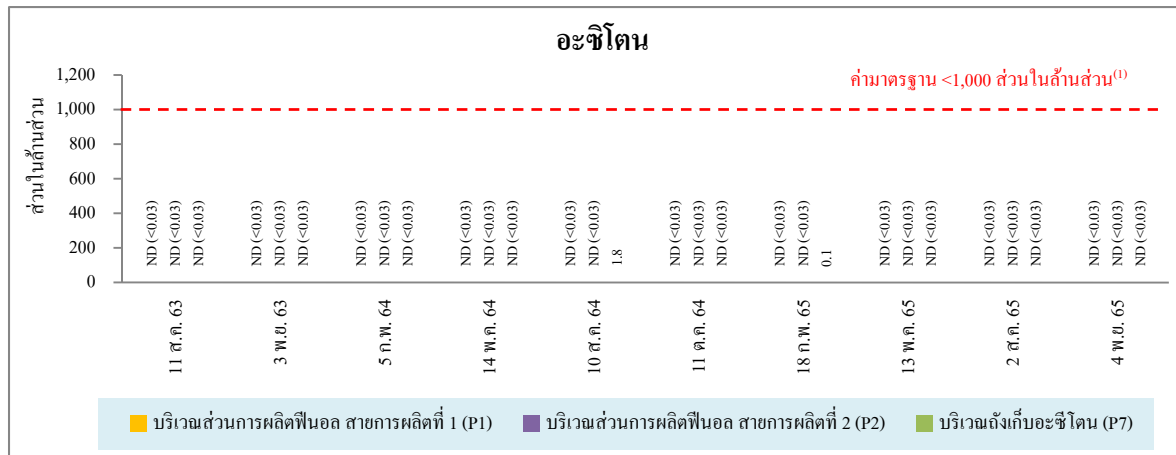 อะซิโตน
ค่ามาตรฐาน <1,000 ส่วนในล้านส่วน(1)
ส่วนในล้านส่วน
1,200
1,000
800
600
400
200
0
ND (<0.03) ND (<0.03) ND (<0.03)
ND (<0.03) ND (<0.03) ND (<0.03)
ND (<0.03) ND (<0.03) ND (<0.03)
ND (<0.03) ND (<0.03) ND (<0.03)
ND (<0.03) ND (<0.03) 1.8
ND (<0.03) ND (<0.03) ND (<0.03)
ND (<0.03) ND (<0.03) 0.1
ND (<0.03) ND (<0.03) ND (<0.03)
ND (<0.03) ND (<0.03) ND (<0.03)
ND (<0.03) ND (<0.03) ND (<0.03)
11 ส.ค. 63
3 พ.ย. 63
5 ก.พ. 64
14 พ.ค. 64
10 ส.ค. 64
11 ต.ค. 64
18 ก.พ. 65
13 พ.ค. 65
2 ส.ค. 65
4 พ.ย. 65
บริเวณส่วนการผลิตฟีนอล สายการผลิตที่ 1 (P1) บริเวณส่วนการผลิตฟีนอล สายการผลิตที่ 2 (P2) บริเวณถังเก็บอะซีโตน (P7)